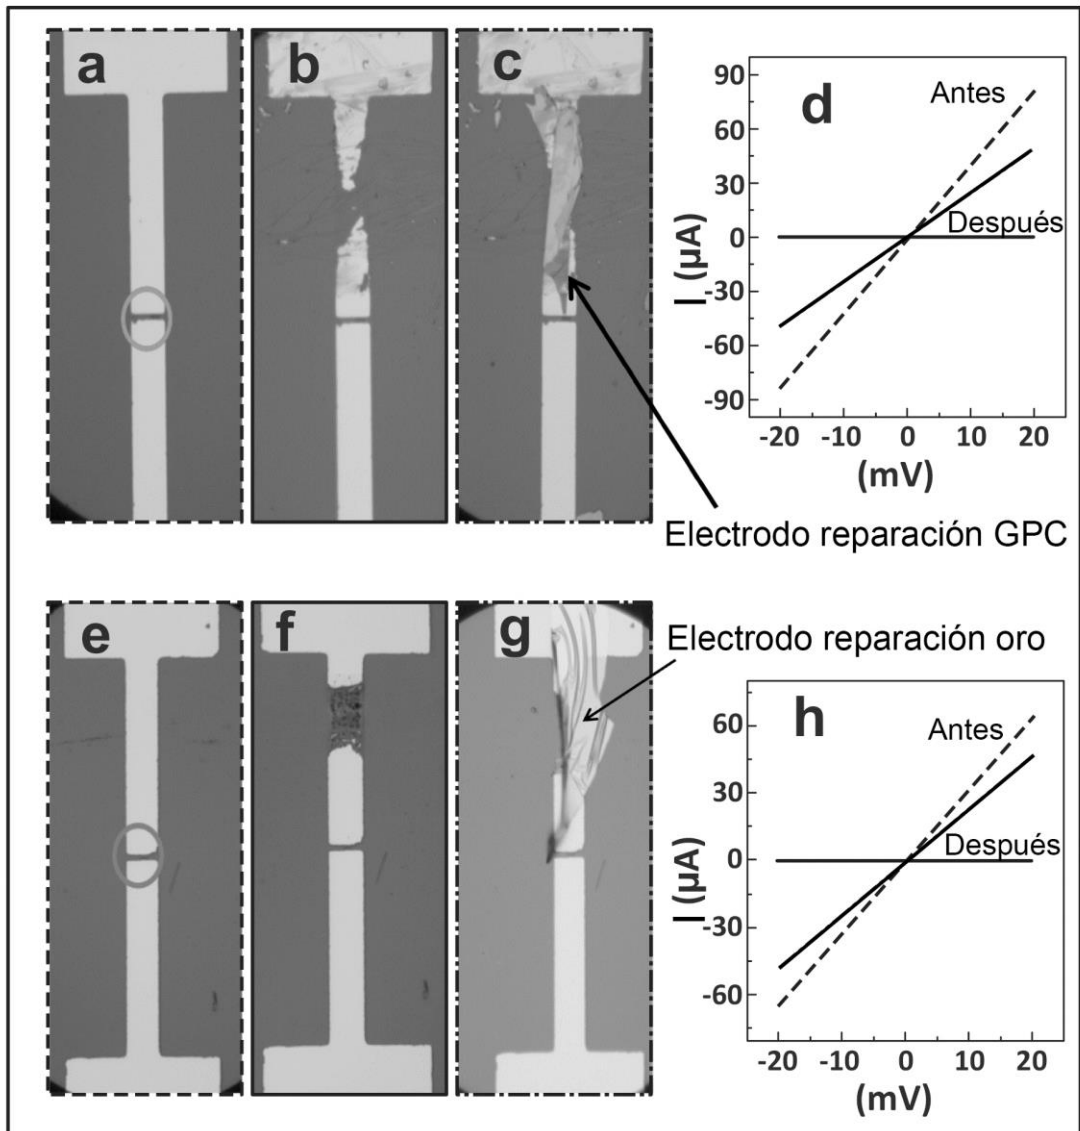 a
b
c
d
90
60
30
0
-30
-60
-90
I (µA)
Antes
Después
-20 -10 0 10 20
(mV)
Electrodo reparación GPC
e
f
g
Electrodo reparación oro
h
60
30
0
-30
-60
I (µA)
Antes
Después
-20 -10 0 10 20
(mV)